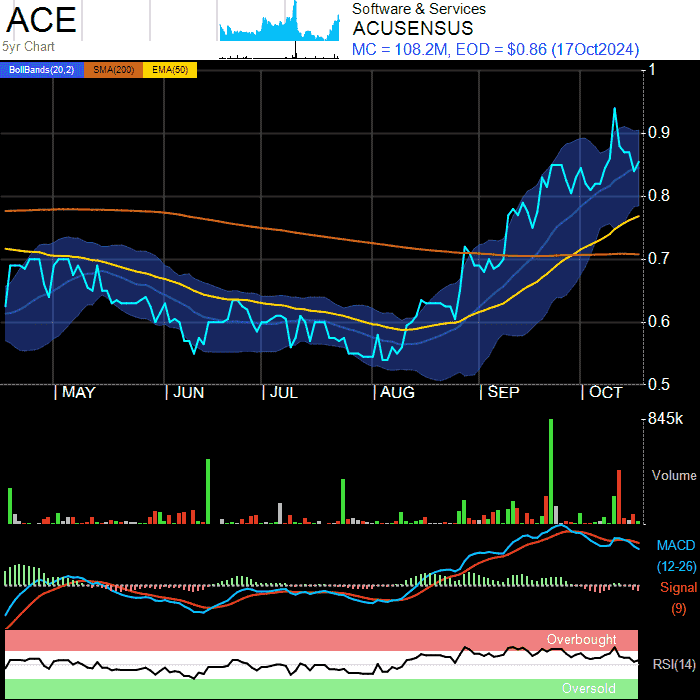 ACE
5yr Chart
Software & Services
ACUSENSUS
MC = 108.2M, EOD = $0.86 (17Oct2024)
BollBands(20,2) SMA(200) EMA(50)
1
0.9
0.8
0.7
0.6
0.5
MAY JUN JUL AUG SEP OCT
845k
Volume
MACD
(12-26)
Signal
(9)
Overbought
RSI(14)
Oversold